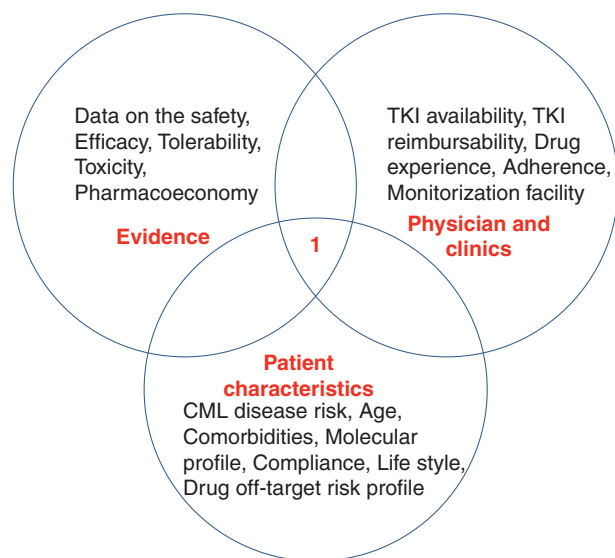 Data on the safety,
Efficacy, Tolerability,
Toxicity,
Pharmacoeconomy
Evidence
TKI availability, TKI
reimbursability, Drug
experience, Adherence,
Monitorization facility
Physician and
clinics
1
Patient
characteristics
CML disease risk, Age,
Comorbidities, Molecular
profile, Compliance, Life style,
Drug off-target risk profile